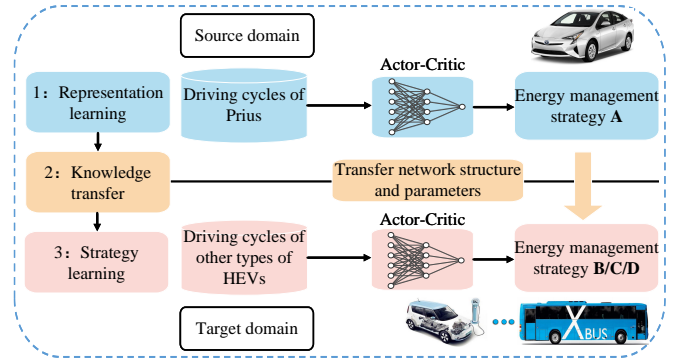 Source domain
Actor-Critic
1: Representation
learning
Driving cycles of
Prius
Energy management
strategy A
2: Knowledge
transfer
Transfer network structure
and parameters
Actor-Critic
3: Strategy
learning
Driving cycles of
other types of
HEVs
Energy management
strategy B/C/D
Target domain
XBUS